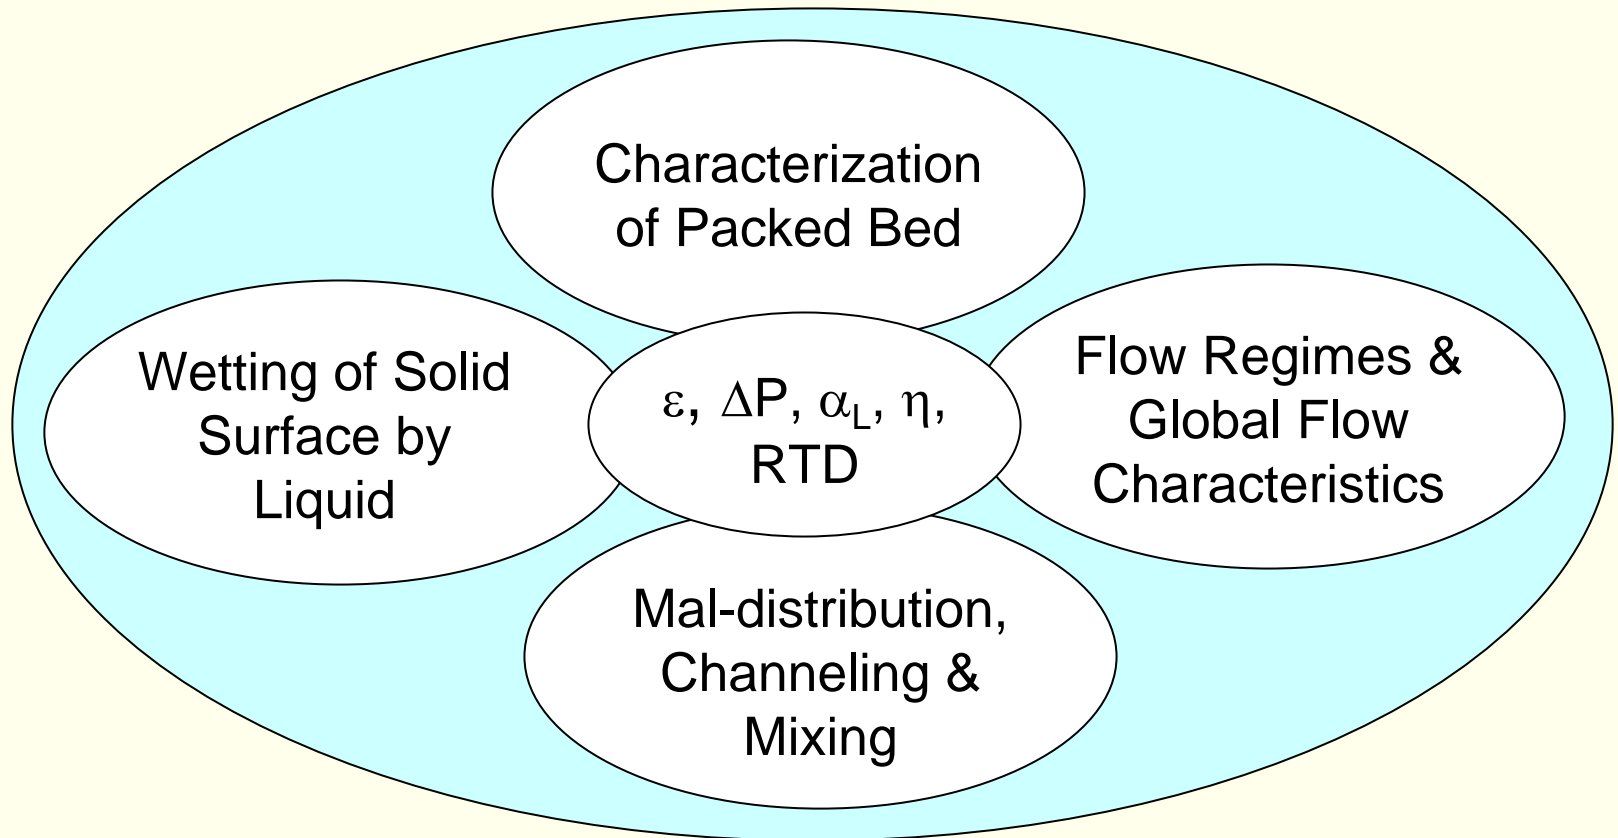 Characterization
of Packed Bed
Wetting of Solid
Surface by
Liquid
ε, ΔP, α_L, η,
RTD
Flow Regimes &
Global Flow
Characteristics
Mal-distribution,
Channeling &
Mixing